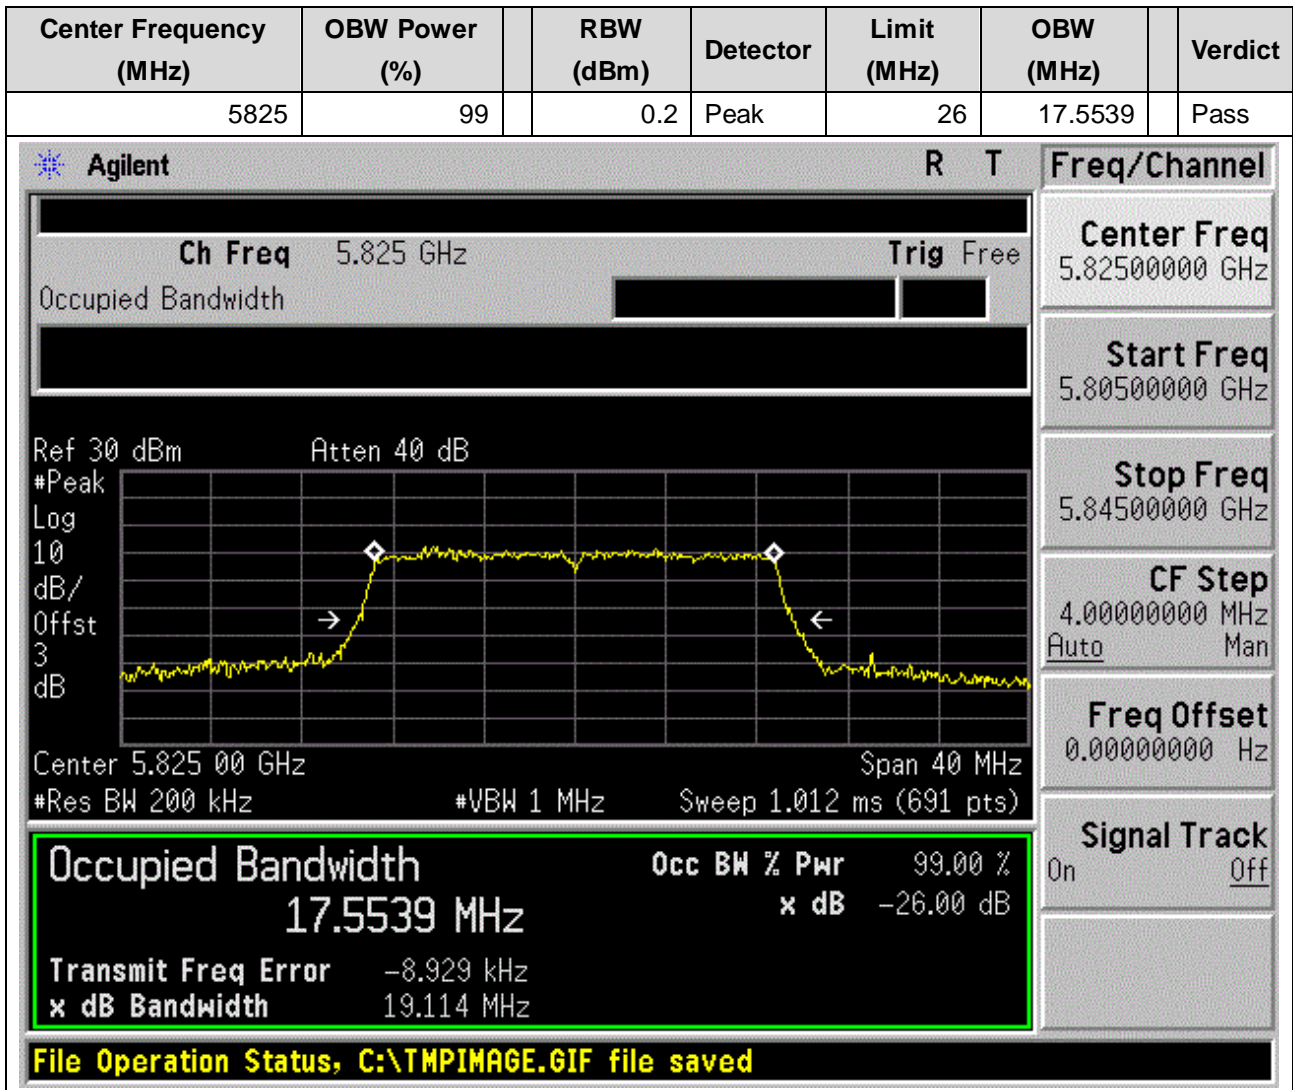 Center Frequency (MHz) OBW Power (%) RBW (dBm) Detector Limit (MHz) OBW (MHz) Verdict
5825 99 0.2 Peak 26 17.5539 Pass
Agilent R T Freq/Channel
Ch Freq 5.825 GHz Trig Free
Occupied Bandwidth
Center Freq
5.82500000 GHz
Start Freq
5.80500000 GHz
Stop Freq
5.84500000 GHz
CF Step
4.00000000 MHz
Auto Man
Freq Offset
0.00000000 Hz
Signal Track
On Off
Ref 30 dBm Atten 40 dB
#Peak
Log
10
dB/
Offst
3
dB
Center 5.825 00 GHz Span 40 MHz
#Res BW 200 kHz #VBW 1 MHz Sweep 1.012 ms (691 pts)
Occupied Bandwidth Occ BW % Pwr 99.00 %
17.5539 MHz x dB -26.00 dB
Transmit Freq Error -8.929 kHz
x dB Bandwidth 19.114 MHz
File Operation Status, C:\TMPIMAGE.GIF file saved